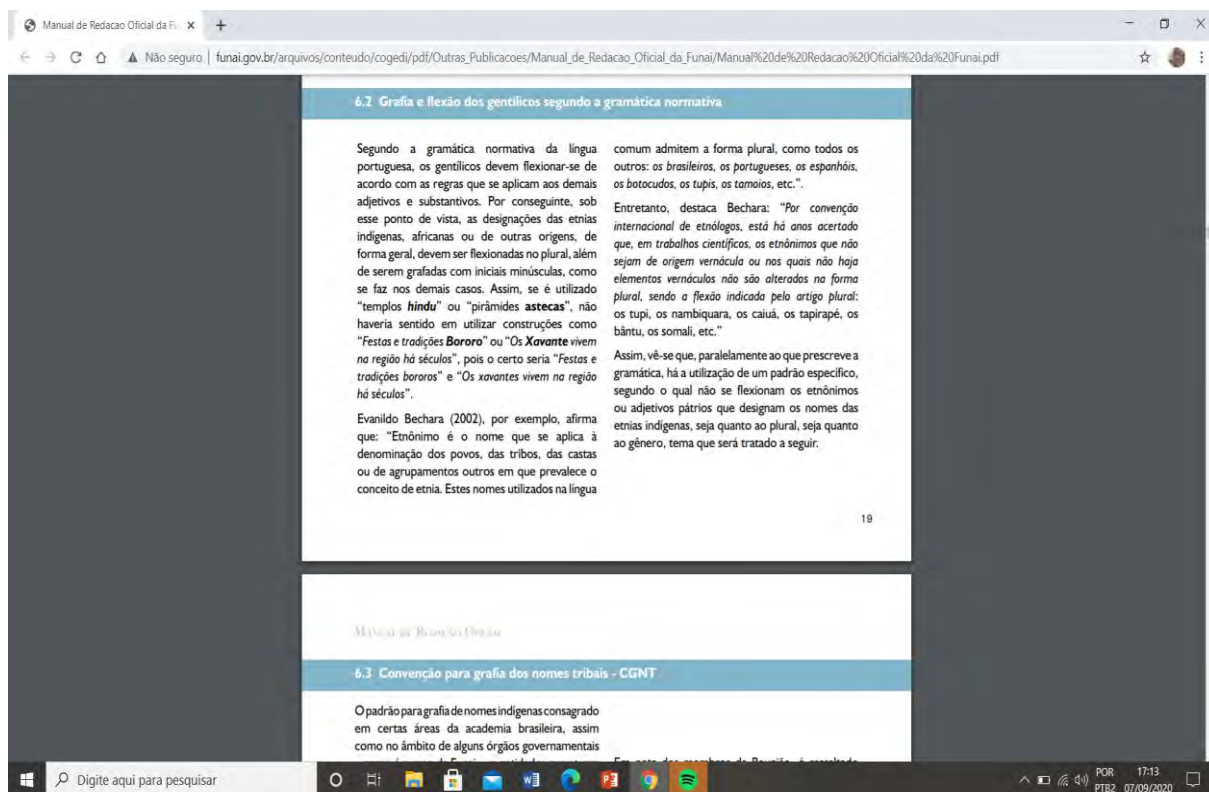 Manual de Redacao Oficial da F
Não seguro | funai.gov.br/arquivos/conteudo/cogedi/pdf/Outras_Publicacoes/Manual_de_Redacao_Oficial_da_Funai/Manual%20de%20Redacao%20Oficial%20da%20Funai.pdf
6.2 Grafia e flexão dos gentílicos segundo a gramática normativa
Segundo a gramática normativa da língua
portuguesa, os gentílicos devem flexionar-se de
acordo com as regras que se aplicam aos demais
adjetivos e substantivos. Por conseguinte, sob
esse ponto de vista, as designações das etnias
indígenas, africanas ou de outras origens, de
forma geral, devem ser flexionadas no plural, além
de serem grafadas com iniciais minúsculas, como
se faz nos demais casos. Assim, se é utilizado
“templos hindu” ou “pirâmides astecas”, não
haveria sentido em utilizar construções como
“Festas e tradições Bororo” ou “Os Xavante vivem
na região há séculos”, pois o certo seria “Festas e
tradições bororos” e “Os xavantes vivem na região
há séculos”.
Evanildo Bechara (2002), por exemplo, afirma
que: “Etnônimo é o nome que se aplica à
denominação dos povos, das tribos, das castas
ou de agrupamentos outros em que prevalece o
conceito de etnia. Estes nomes utilizados na língua
comum admitem a forma plural, como todos os
outros: os brasileiros, os portugueses, os espanhóis,
os botocudos, os tupis, os tamoios, etc.”.
Entretanto, destaca Bechara: “Por convenção
internacional de etnólogos, está há anos acertado
que, em trabalhos científicos, os etnônimos que não
sejam de origem vernácula ou nos quais não haja
elementos vernáculos não são alterados na forma
plural, sendo a flexão indicada pelo artigo plural:
os tupi, os nambiquara, os caiuá, os tapirapé, os
bântu, os somali, etc.”
Assim, vê-se que, paralelamente ao que prescreve a
gramática, há a utilização de um padrão específico,
segundo o qual não se flexionam os etnônimos
ou adjetivos pátrios que designam os nomes das
etnias indígenas, seja quanto ao plural, seja quanto
ao gênero, tema que será tratado a seguir.
19
Manual de Redação Oficial
6.3 Convenção para grafia dos nomes tribais - CGNT
O padrão para grafia de nomes indígenas consagrado
em certas áreas da academia brasileira, assim
como no âmbito de alguns órgãos governamentais
Digite aqui para pesquisar
POR
PTB2
17:13
07/09/2020